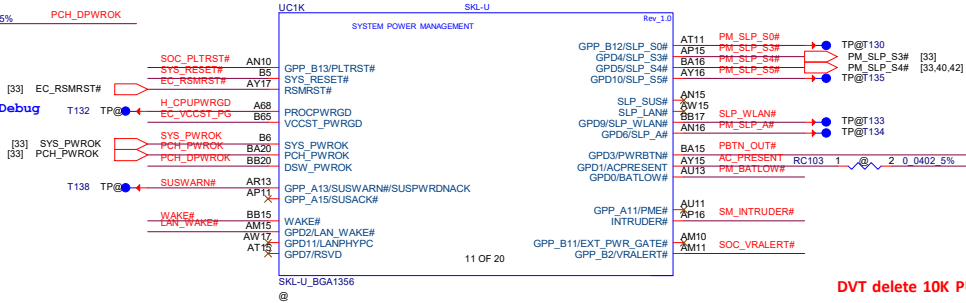 5%
PCH_DPWROK
UC1K
SKL-U
Rev_1.0
SYSTEM POWER MANAGEMENT
SOC_PLTRST# AN10 GPP_B13/PLTRST#
SYS_RESET# B5 SYS_RESET#
[33] EC_RSMRST# EC_RSMRST# AY17 RSMRST#
Debug T132 TP@ H_CPUPWRGD A68 PROCPWRGD
EC_VCCST_PG B65 VCCST_PWRGD
[33] SYS_PWROK SYS_PWROK B6 SYS_PWROK
[33] PCH_PWROK PCH_PWROK BA20 PCH_PWROK
PCH_DPWROK BB20 DSW_PWROK
T138 TP@ SUSWARN# AR13 GPP_A13/SUSWARN#/SUSPWRDNACK
AP11 GPP_A15/SUSACK#
WAKE# BB15 WAKE#
LAN_WAKE# AM15 GPD2/LAN_WAKE#
AW17 GPD11/LANPHYPC
AT15 GPD7/RSVD
GPP_B12/SLP_S0# AT11 PM_SLP_S0# TP@T130
GPD4/SLP_S3# AP15 PM_SLP_S3# PM_SLP_S3# [33]
GPD5/SLP_S4# BA16 PM_SLP_S4# PM_SLP_S4# [33,40,42]
GPD10/SLP_S5# AY16 PM_SLP_S5# TP@T135
SLP_SUS# AN15
SLP_LAN# AW15
GPD9/SLP_WLAN# BB17 SLP_WLAN# TP@T133
GPD6/SLP_A# AN16 PM_SLP_A# TP@T134
GPD3/PWRBTN# BA15 PBTN_OUT#
GPD1/ACPRESENT AY15 AC_PRESENT RC103 1 @ 2 0_0402_5%
GPD0/BATLOW# AU13 PM_BATLOW#
GPP_A11/PME# AU11
INTRUDER# AP16 SM_INTRUDER#
GPP_B11/EXT_PWR_GATE# AM10
GPP_B2/VRALERT# AM11 SOC_VRALERT#
11 OF 20
SKL-U_BGA1356
@
DVT delete 10K P